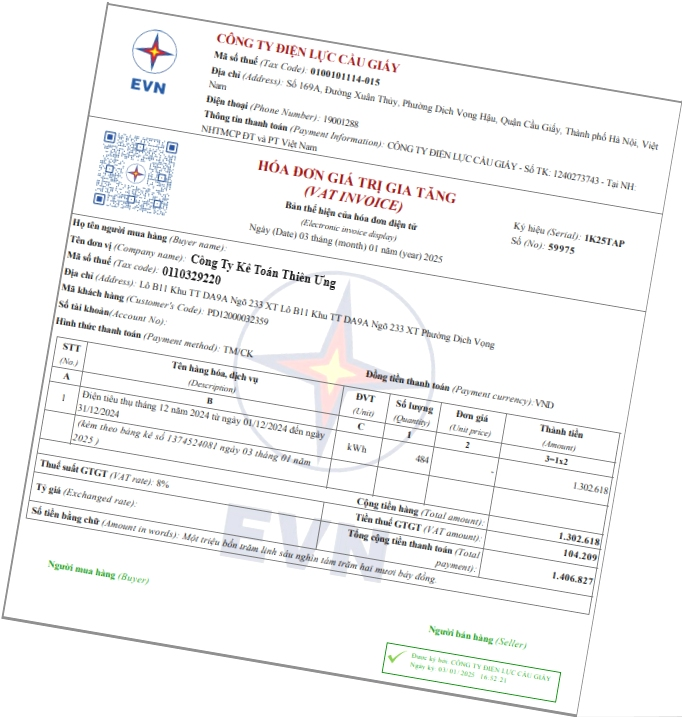 EVN
CÔNG TY ĐIỆN LỰC CẦU GIẤY
Mã số thuế (Tax Code): 0100101114-015
Địa chỉ (Address): Số 169A, Đường Xuân Thủy, Phường Dịch Vọng Hậu, Quận Cầu Giấy, Thành phố Hà Nội, Việt
Nam
Điện thoại (Phone Number): 19001288
Thông tin thanh toán (Payment Information): CÔNG TY ĐIỆN LỰC CẦU GIẤY - Số TK: 1240273743 - Tại NH:
NHTMCP ĐT và PT Việt Nam
HÓA ĐƠN GIÁ TRỊ GIA TĂNG
(VAT INVOICE)
Bản thể hiện của hóa đơn điện tử
(Electronic invoice display)
Ngày (Date) 03 tháng (month) 01 năm (year) 2025
Ký hiệu (Serial): 1K25TAP
Số (No): 59975
Họ tên người mua hàng (Buyer name):
Tên đơn vị (Company name): Công Ty Kế Toán Thiên Ưng
Mã số thuế (Tax code): 0110329220
Địa chỉ (Address): Lô B11 Khu TT DA9A Ngõ 233 XT Lô B11 Khu TT DA9A Ngõ 233 XT Phường Dịch Vọng
Mã khách hàng (Customer's Code): PD12000032359
Số tài khoản(Account No):
Hình thức thanh toán (Payment method): TM/CK
Đồng tiền thanh toán (Payment currency):VND
STT
(No.)
Tên hàng hóa, dịch vụ
(Description)
ĐVT
(Unit)
Số lượng
(Quantity)
Đơn giá
(Unit price)
Thành tiền
(Amount)
A
B
C
1
2
3=1x2
1
Điện tiêu thụ tháng 12 năm 2024 từ ngày 01/12/2024 đến ngày
31/12/2024
(kèm theo bảng kê số 1374524081 ngày 03 tháng 01 năm
2025 )
kWh
484
-
1.302.618
Cộng tiền hàng (Total amount):
1.302.618
Thuế suất GTGT (VAT rate): 8%
Tiền thuế GTGT (VAT amount):
104.209
Tỷ giá (Exchanged rate):
Tổng cộng tiền thanh toán (Total
payment):
1.406.827
Số tiền bằng chữ (Amount in words): Một triệu bốn trăm linh sáu nghìn tám trăm hai mươi bảy đồng.
EVN
Người mua hàng (Buyer)
Người bán hàng (Seller)
Được ký bởi CÔNG TY ĐIỆN LỰC CẦU GIẤY
Ngày ký 03/01/2025 16:32:21